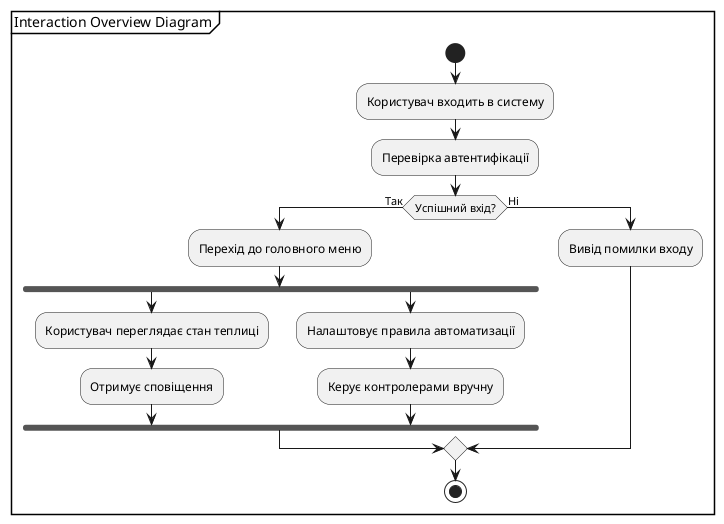 Interaction Overview Diagram
Користувач входить в систему
Перевірка автентифікації
Так
Успішний вхід?
Ні
Перехід до головного меню
Вивід помилки входу
Користувач переглядає стан теплиці
Налаштовує правила автоматизації
Отримує сповіщення
Керує контролерами вручну